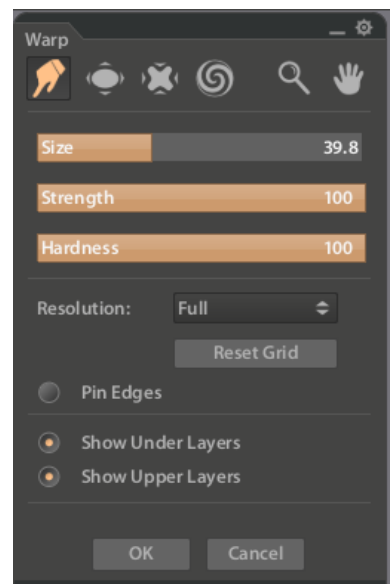 Warp
Size 39.8
Strength 100
Hardness 100
Resolution: Full
Reset Grid
Pin Edges
Show Under Layers
Show Upper Layers
OK Cancel